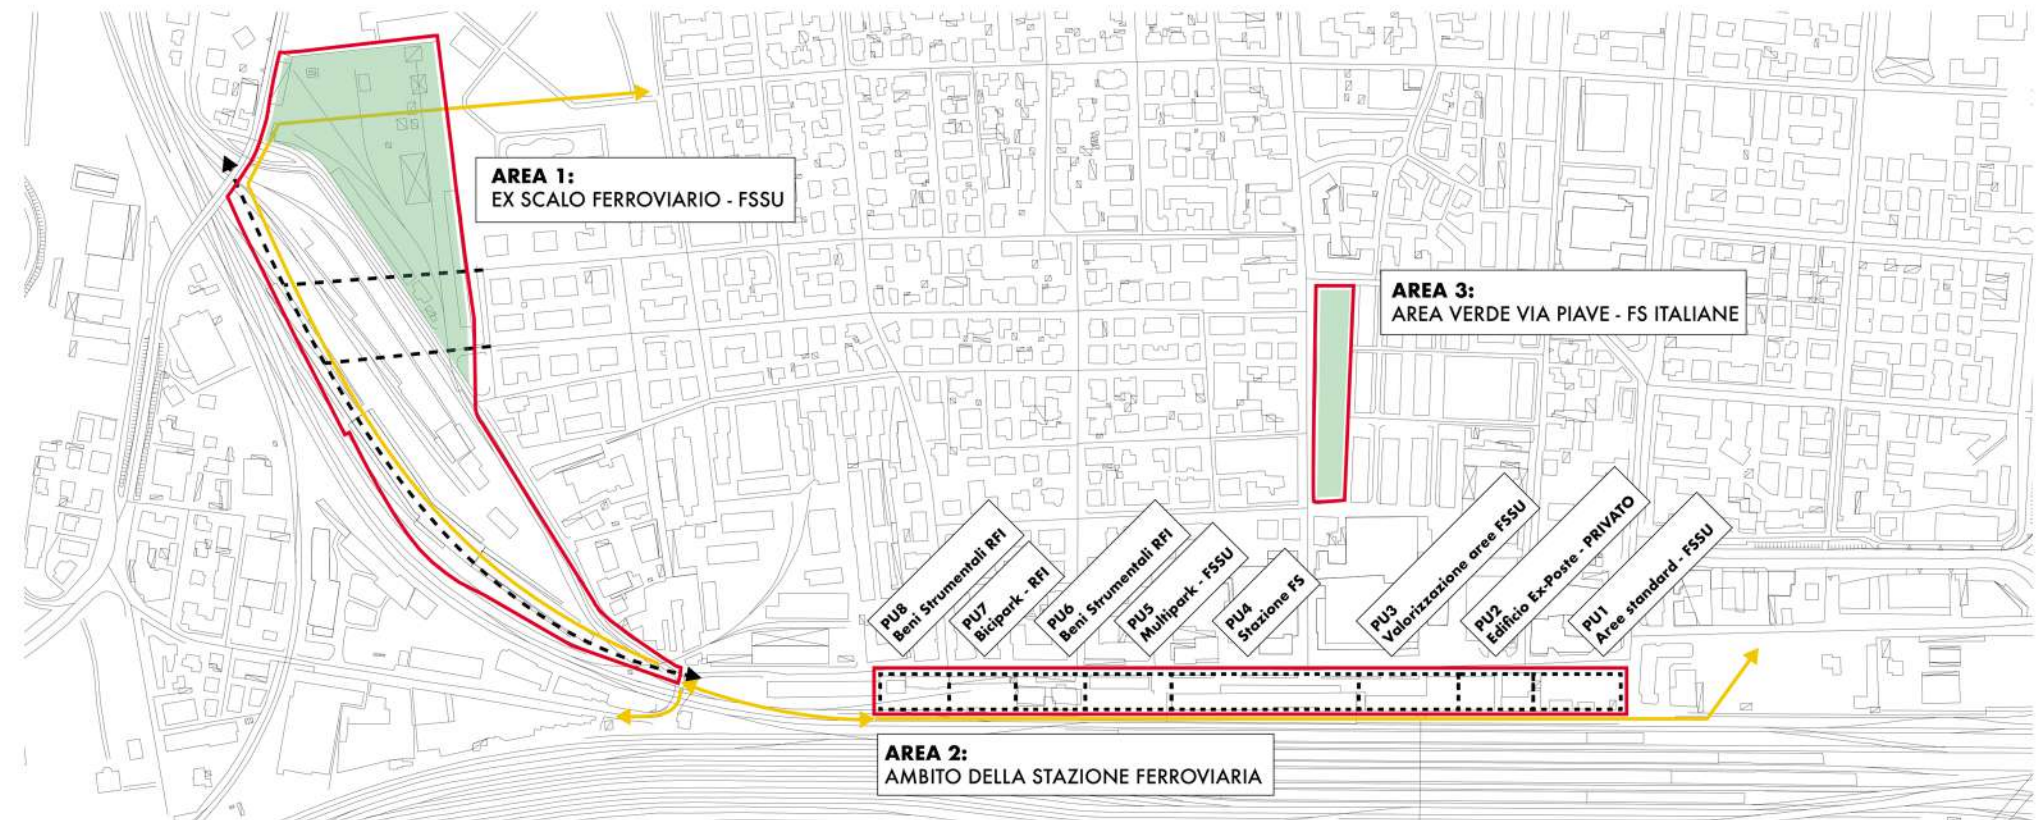 AREA 1:
EX SCALO FERROVIARIO - FSSU
AREA 3:
AREA VERDE VIA PIAVE - FS ITALIANE
PU8
Beni Strumentali RFI
PU7
Bicipark - RFI
PU6
Beni Strumentali RFI
PU5
Multipark - FSSU
PU4
Stazione FS
PU3
Valorizzazione aree FSSU
PU2
Edificio Ex-Poste - PRIVATO
PU1
Aree standard - FSSU
AREA 2:
AMBITO DELLA STAZIONE FERROVIARIA